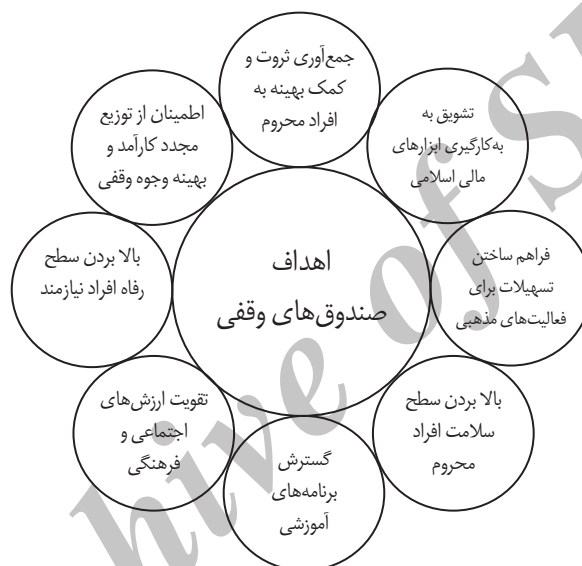 جمع‌آوری ثروت و
کمک بهینه به
افراد محروم
تشویق به
به‌کارگیری ابزارهای
مالی اسلامی
فراهم ساختن
تسهیلات برای
فعالیت‌های مذهبی
بالا بردن سطح
سلامت افراد
محروم
گسترش
برنامه‌های
آموزشی
تقویت ارزش‌های
اجتماعی و
فرهنگی
بالا بردن سطح
رفاه افراد نیازمند
اطمینان از توزیع
مجدد کارآمد و
بهینه وجوه وقفی
اهداف
صندوق‌های وقفی
hive of S